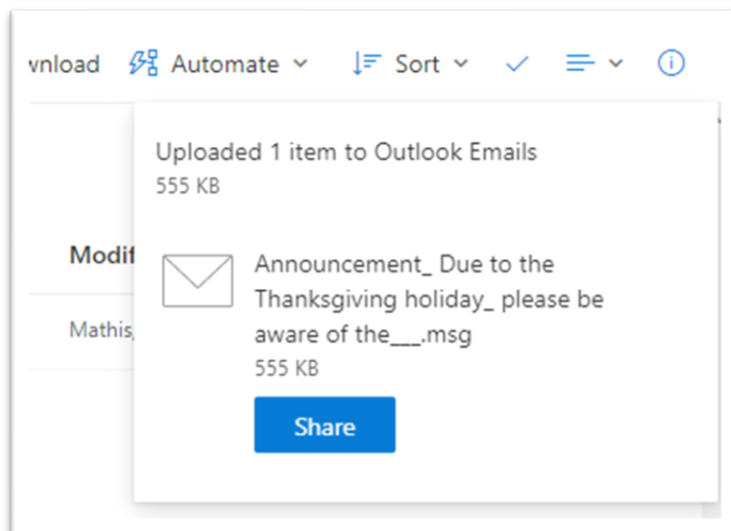 Automate
Sort
Uploaded 1 item to Outlook Emails
555 KB
Modif
Announcement_ Due to the
Thanksgiving holiday_ please be
aware of the___.msg
Mathis,
555 KB
Share